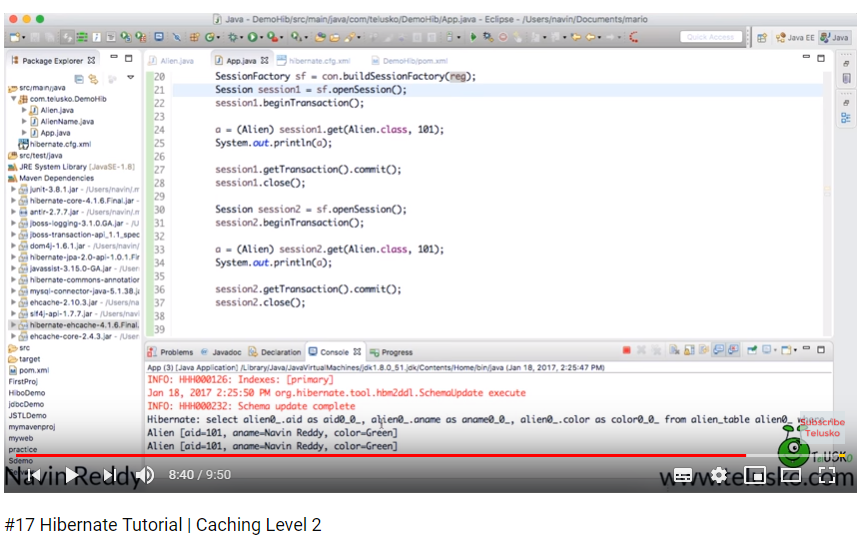 Java - DemoHib/src/main/java/com/telusko/DemoHib/App.java - Eclipse - /Users/navin/Documents/mario
Quick Access
Java EE
Java
Package Explorer
src/main/java
com.telusko.DemoHib
Alien.java
AlienName.java
App.java
hibernate.cfg.xml
src/test/java
JRE System Library [JavaSE-1.8]
Maven Dependencies
junit-3.8.1.jar - /Users/navin/.m
hibernate-core-4.1.6.Final.jar -
antlr-2.7.7.jar - /Users/navin/.m
jboss-logging-3.1.0.GA.jar - /U
jboss-transaction-api_1.1_spec
dom4j-1.6.1.jar - /Users/navin/
hibernate-jpa-2.0-api-1.0.1.Fi
javassist-3.15.0-GA.jar - /User
hibernate-commons-annotation
mysql-connector-java-5.1.38.j
ehcache-2.10.3.jar - /Users/na
slf4j-api-1.7.7.jar - /Users/nav
hibernate-ehcache-4.1.6.Final.
ehcache-core-2.4.3.jar - /User
src
target
pom.xml
FirstProj
HiboDemo
jdbcDemo
JSTLDemo
mymavenproj
myweb
practice
Sdemo
Alien.java
App.java
hibernate.cfg.xml
DemoHib/pom.xml
20 SessionFactory sf = con.buildSessionFactory(reg);
21 Session session1 = sf.openSession();
22 session1.beginTransaction();
23
24 a = (Alien) session1.get(Alien.class, 101);
25 System.out.println(a);
26
27 session1.getTransaction().commit();
28 session1.close();
29
30 Session session2 = sf.openSession();
31 session2.beginTransaction();
32
33 a = (Alien) session2.get(Alien.class, 101);
34 System.out.println(a);
35
36 session2.getTransaction().commit();
37 session2.close();
38
39
Problems
Javadoc
Declaration
Console
Progress
App (3) [Java Application] /Library/Java/JavaVirtualMachines/jdk1.8.0_51.jdk/Contents/Home/bin/java (Jan 18, 2017, 2:25:47 PM)
INFO: HHH000126: Indexes: [primary]
Jan 18, 2017 2:25:50 PM org.hibernate.tool.hbm2ddl.SchemaUpdate execute
INFO: HHH000232: Schema update complete
Hibernate: select alien0_.aid as aid0_0_, alien0_.aname as aname0_0_, alien0_.color as color0_0_ from alien_table alien0_ where
Alien [aid=101, aname=Navin Reddy, color=Green]
Alien [aid=101, aname=Navin Reddy, color=Green]
Subscribe
Telusko
TELUSKO
Navin Reddy
8:40 / 9:50
www.telusko.com
#17 Hibernate Tutorial | Caching Level 2